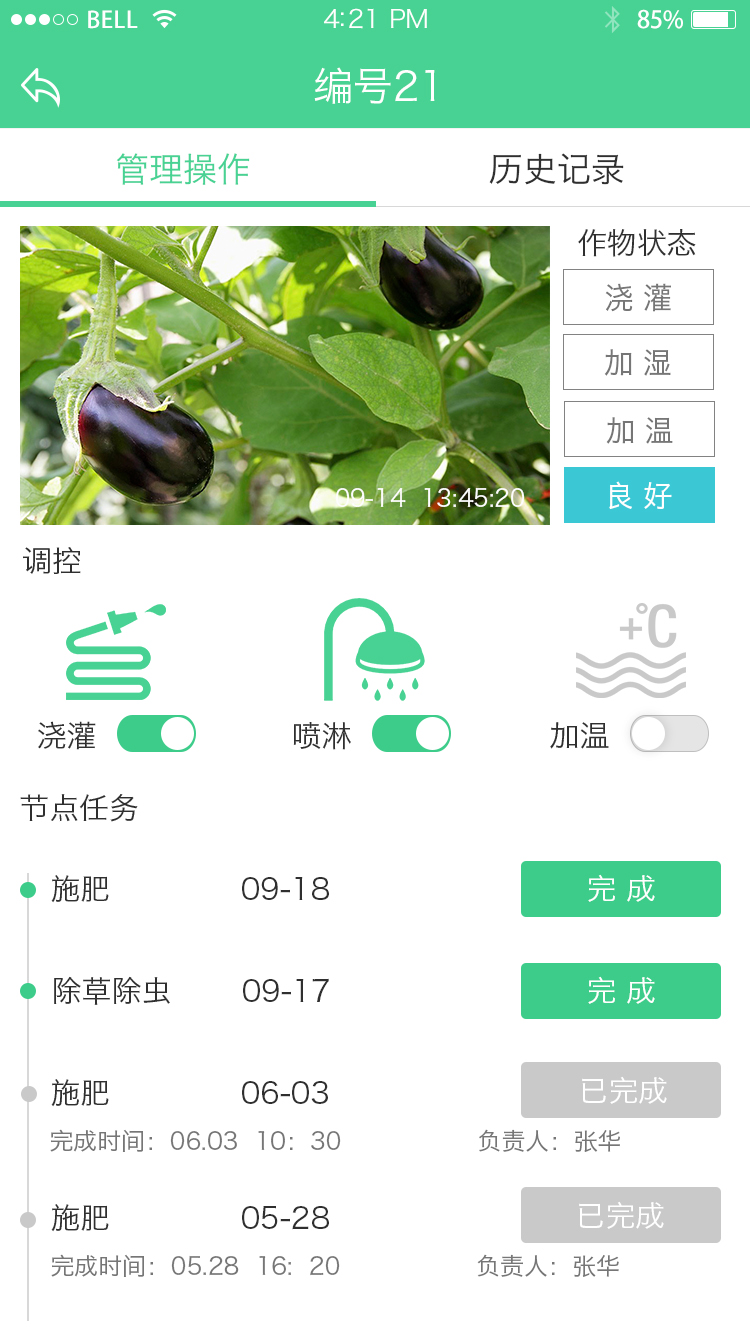 BELL 4:21 PM 85%
编号21
管理操作 历史记录
作物状态
浇 灌
加 湿
加 温
良 好
09-14 13:45:20
调控
+°C
浇灌 喷淋 加温
节点任务
施肥 09-18 完 成
除草除虫 09-17 完 成
施肥 06-03 已完成
完成时间：06.03 10：30 负责人：张华
施肥 05-28 已完成
完成时间：05.28 16：20 负责人：张华